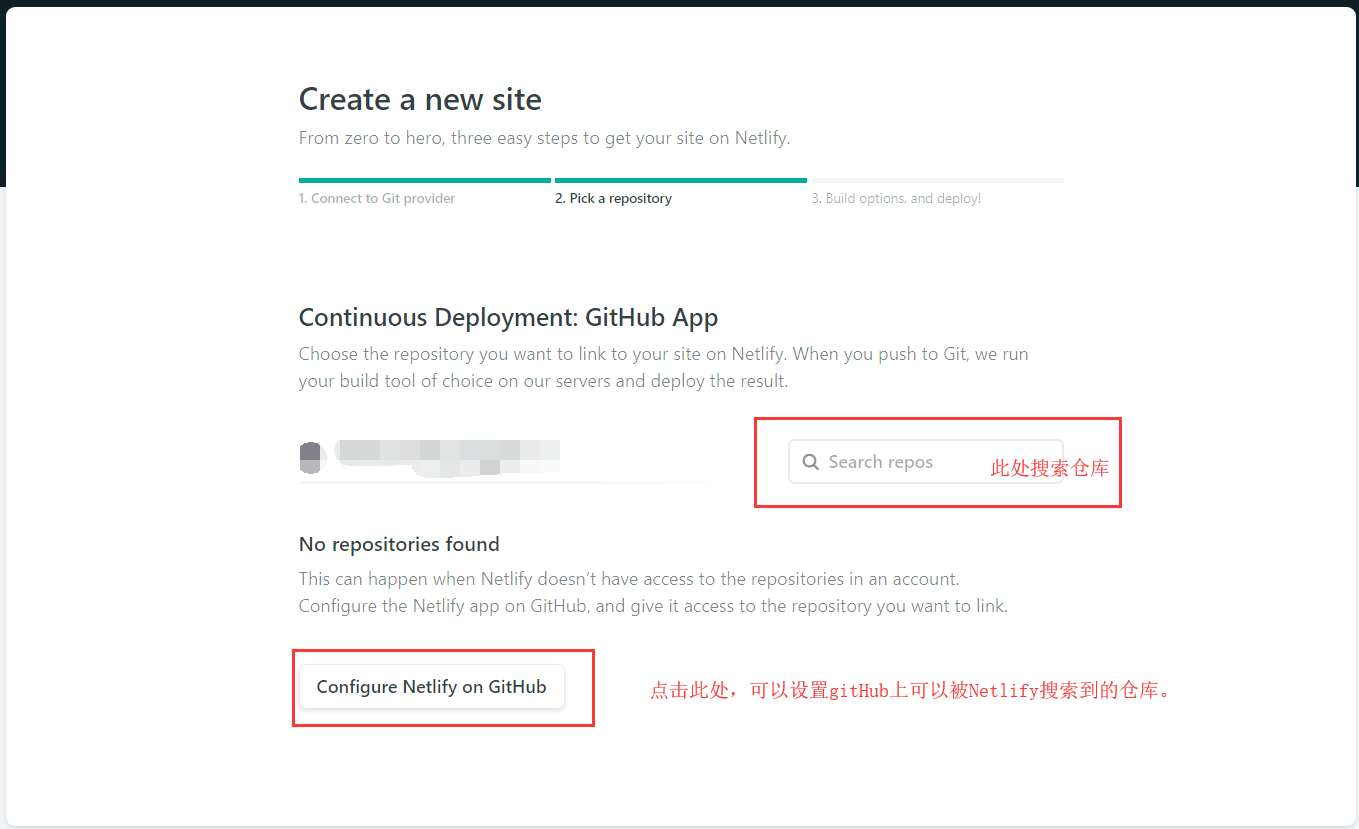 Create a new site
From zero to hero, three easy steps to get your site on Netlify.
1. Connect to Git provider
2. Pick a repository
3. Build options, and deploy!
Continuous Deployment: GitHub App
Choose the repository you want to link to your site on Netlify. When you push to Git, we run
your build tool of choice on our servers and deploy the result.
Search repos
此处搜索仓库
No repositories found
This can happen when Netlify doesn’t have access to the repositories in an account.
Configure the Netlify app on GitHub, and give it access to the repository you want to link.
Configure Netlify on GitHub
点击此处，可以设置gitHub上可以被Netlify搜索到的仓库。